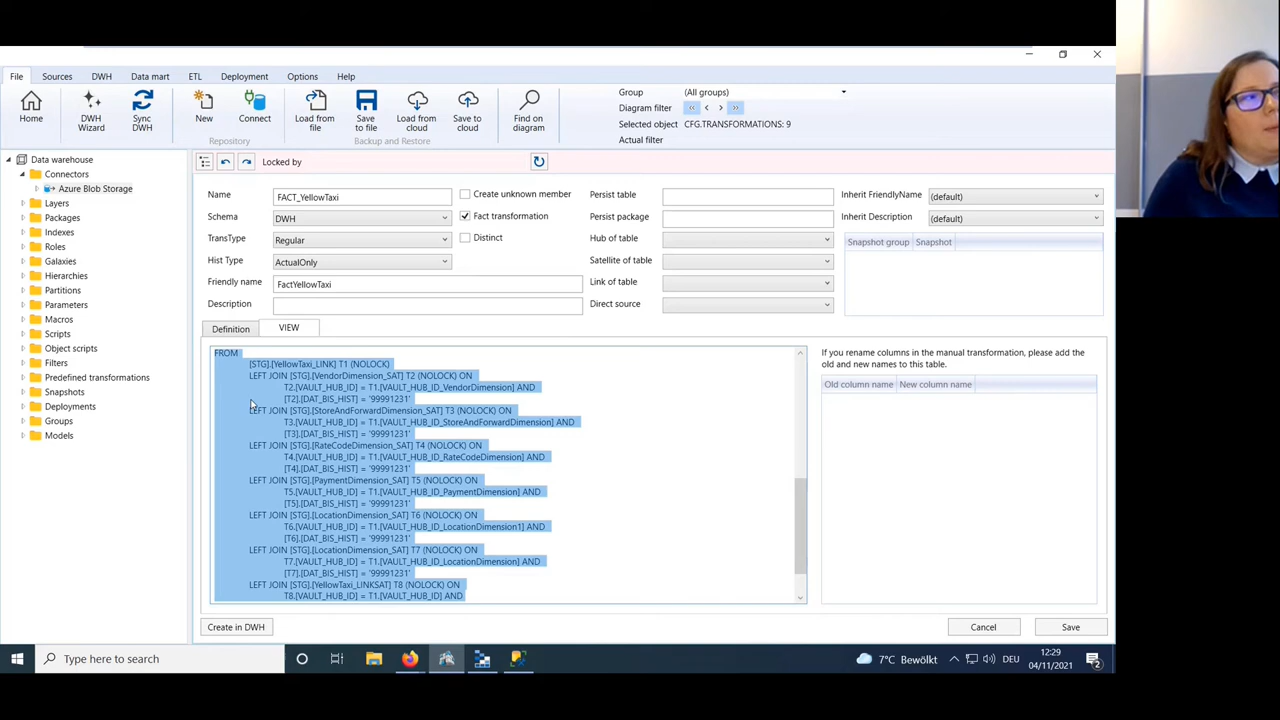 File Sources DWH Data mart ETL Deployment Options Help
Home
DWH Wizard
Sync DWH
New
Connect
Repository
Load from file
Save to file
Load from cloud
Save to cloud
Backup and Restore
Find on diagram
Group (All groups)
Diagram filter
Selected object CFG.TRANSFORMATIONS: 9
Actual filter
Data warehouse
Connectors
Azure Blob Storage
Layers
Packages
Indexes
Roles
Galaxies
Hierarchies
Partitions
Parameters
Macros
Scripts
Object scripts
Filters
Predefined transformations
Snapshots
Deployments
Groups
Models
Locked by
Name FACT_YellowTaxi
Schema DWH
TransType Regular
Hist Type ActualOnly
Friendly name FactYellowTaxi
Description
Create unknown member
Fact transformation
Distinct
Persist table
Persist package
Hub of table
Satellite of table
Link of table
Direct source
Inherit FriendlyName (default)
Inherit Description (default)
Snapshot group Snapshot
Definition VIEW
FROM
[STG].[YellowTaxi_LINK] T1 (NOLOCK)
LEFT JOIN [STG].[VendorDimension_SAT] T2 (NOLOCK) ON
T2.[VAULT_HUB_ID] = T1.[VAULT_HUB_ID_VendorDimension] AND
[T2].[DAT_BIS_HIST] = '99991231'
LEFT JOIN [STG].[StoreAndForwardDimension_SAT] T3 (NOLOCK) ON
T3.[VAULT_HUB_ID] = T1.[VAULT_HUB_ID_StoreAndForwardDimension] AND
[T3].[DAT_BIS_HIST] = '99991231'
LEFT JOIN [STG].[RateCodeDimension_SAT] T4 (NOLOCK) ON
T4.[VAULT_HUB_ID] = T1.[VAULT_HUB_ID_RateCodeDimension] AND
[T4].[DAT_BIS_HIST] = '99991231'
LEFT JOIN [STG].[PaymentDimension_SAT] T5 (NOLOCK) ON
T5.[VAULT_HUB_ID] = T1.[VAULT_HUB_ID_PaymentDimension] AND
[T5].[DAT_BIS_HIST] = '99991231'
LEFT JOIN [STG].[LocationDimension_SAT] T6 (NOLOCK) ON
T6.[VAULT_HUB_ID] = T1.[VAULT_HUB_ID_LocationDimension1] AND
[T6].[DAT_BIS_HIST] = '99991231'
LEFT JOIN [STG].[LocationDimension_SAT] T7 (NOLOCK) ON
T7.[VAULT_HUB_ID] = T1.[VAULT_HUB_ID_LocationDimension] AND
[T7].[DAT_BIS_HIST] = '99991231'
LEFT JOIN [STG].[YellowTaxi_LINKSAT] T8 (NOLOCK) ON
T8.[VAULT_HUB_ID] = T1.[VAULT_HUB_ID] AND
If you rename columns in the manual transformation, please add the
old and new names to this table.
Old column name New column name
Create in DWH
Cancel
Save
Type here to search
7°C Bewölkt
DEU
12:29
04/11/2021
2